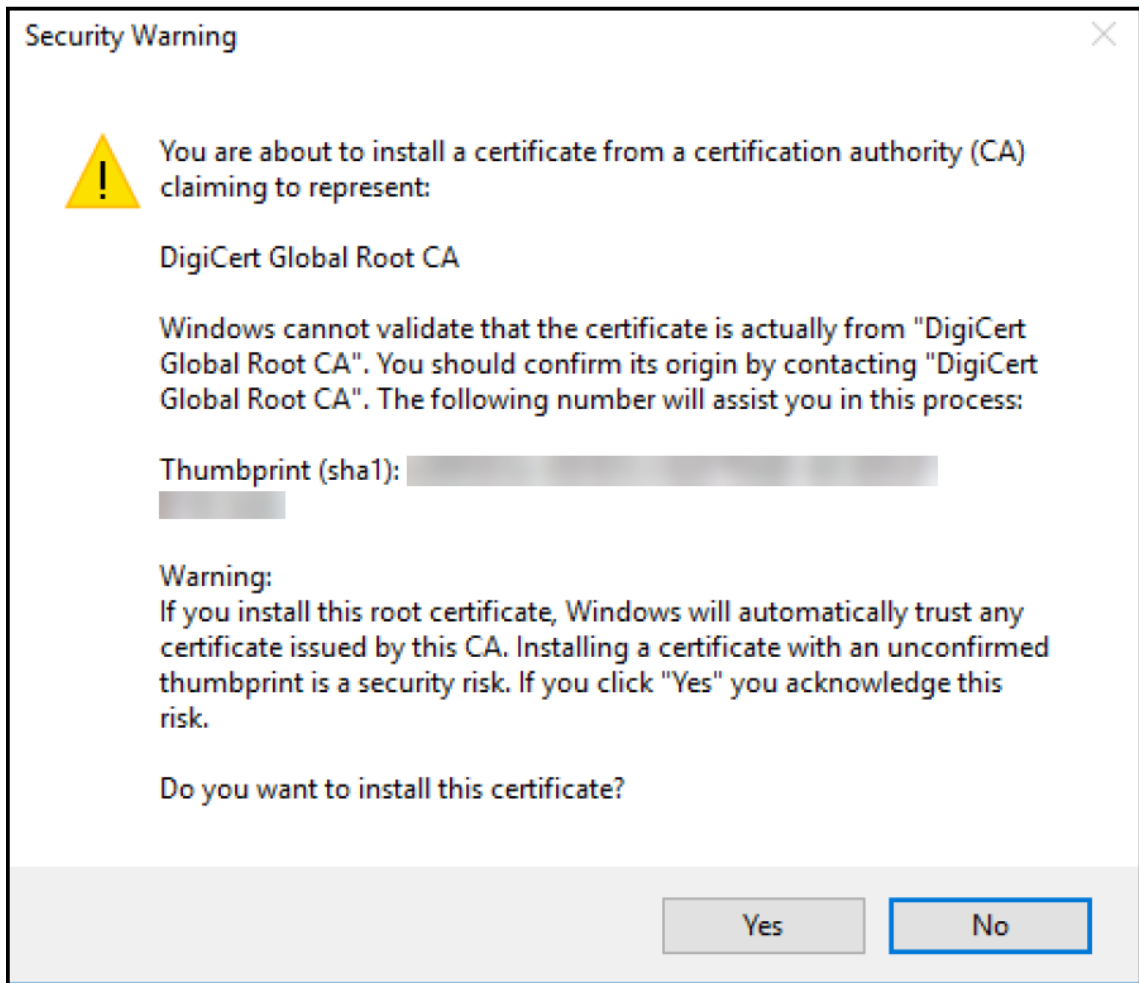 Security Warning
You are about to install a certificate from a certification authority (CA)
claiming to represent:
DigiCert Global Root CA
Windows cannot validate that the certificate is actually from "DigiCert
Global Root CA". You should confirm its origin by contacting "DigiCert
Global Root CA". The following number will assist you in this process:
Thumbprint (sha1):
Warning:
If you install this root certificate, Windows will automatically trust any
certificate issued by this CA. Installing a certificate with an unconfirmed
thumbprint is a security risk. If you click "Yes" you acknowledge this
risk.
Do you want to install this certificate?
Yes
No